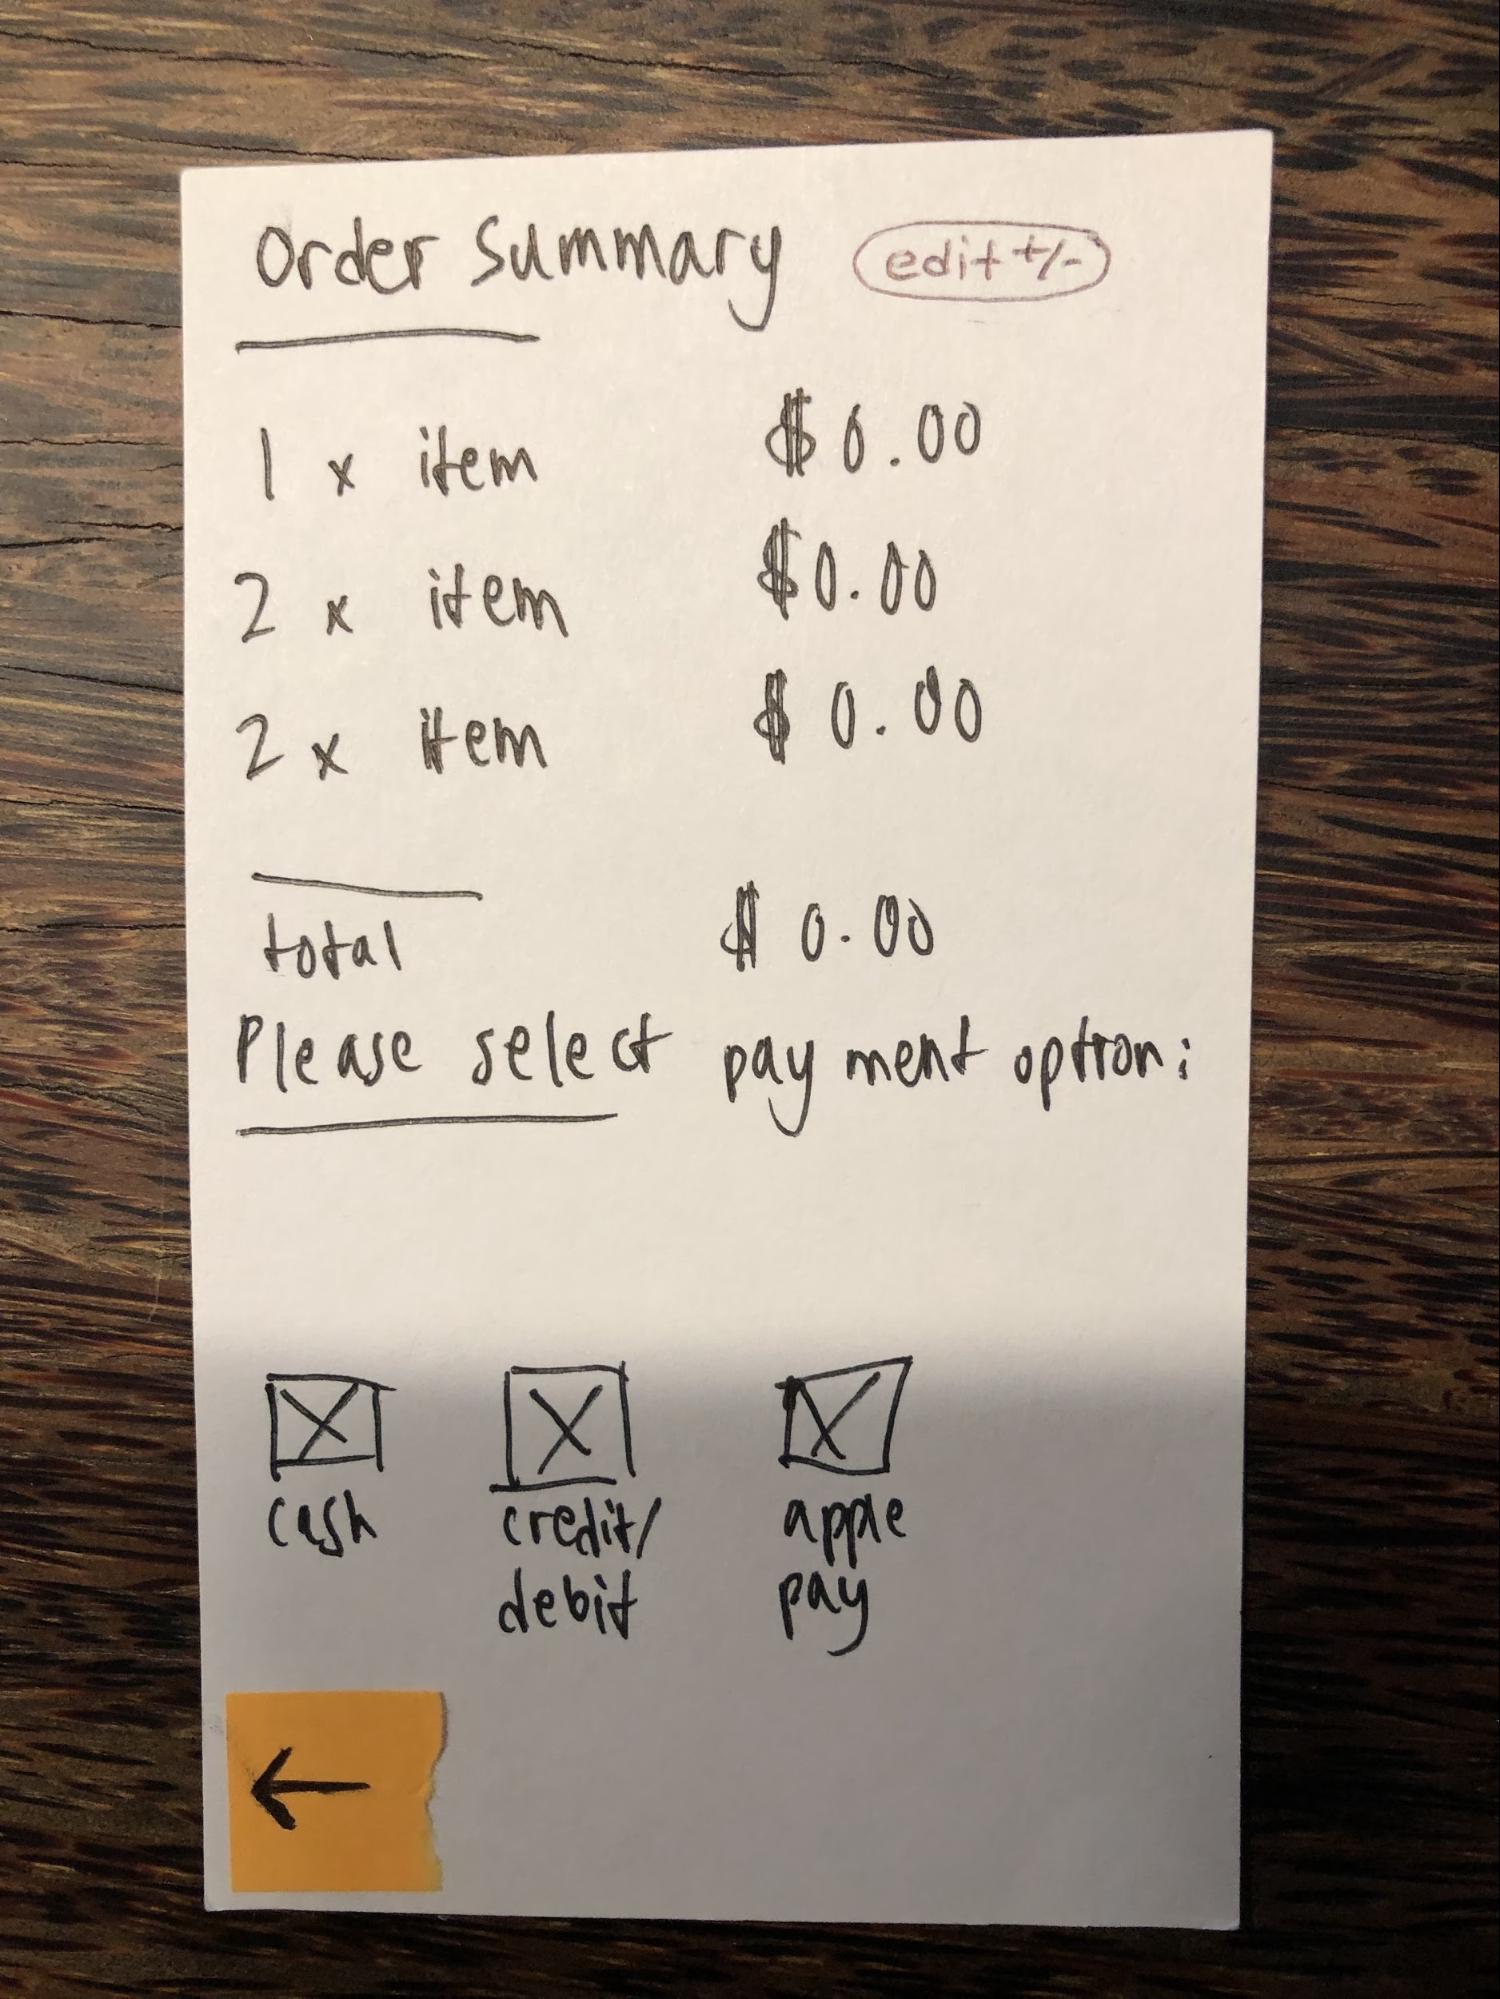 Order Summary edit +/-
1 x item $0.00
2 x item $0.00
2 x item $0.00
total $0.00
Please select payment option:
cash credit/ apple
debit pay
←